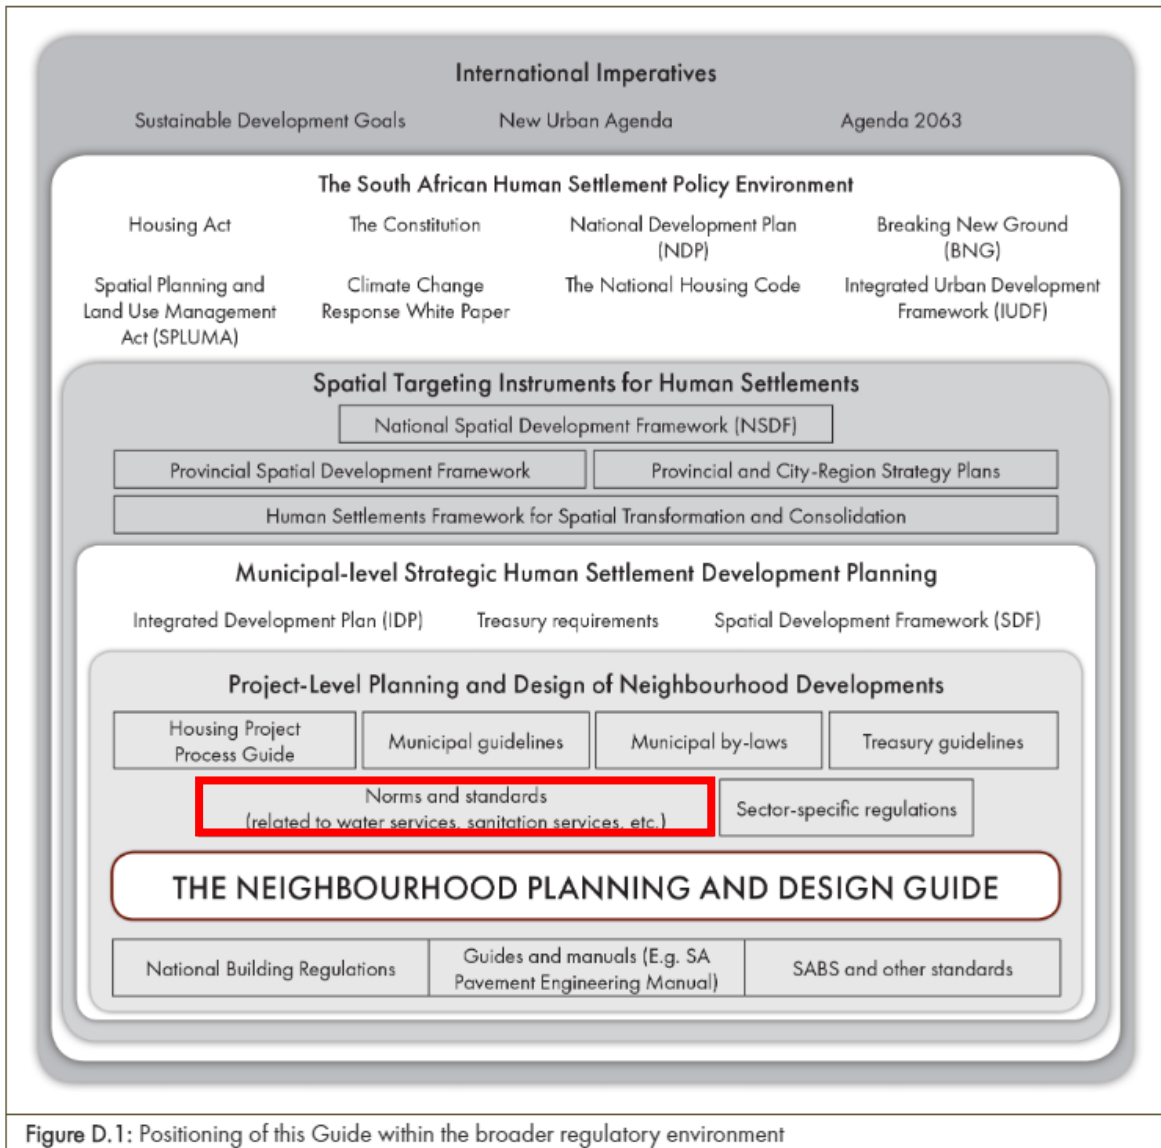 International Imperatives
Sustainable Development Goals New Urban Agenda Agenda 2063
The South African Human Settlement Policy Environment
Housing Act The Constitution National Development Plan (NDP) Breaking New Ground (BNG)
Spatial Planning and Land Use Management Act (SPLUMA) Climate Change Response White Paper The National Housing Code Integrated Urban Development Framework (IUDF)
Spatial Targeting Instruments for Human Settlements
National Spatial Development Framework (NSDF)
Provincial Spatial Development Framework Provincial and City-Region Strategy Plans
Human Settlements Framework for Spatial Transformation and Consolidation
Municipal-level Strategic Human Settlement Development Planning
Integrated Development Plan (IDP) Treasury requirements Spatial Development Framework (SDF)
Project-Level Planning and Design of Neighbourhood Developments
Housing Project
Process Guide
Municipal guidelines Municipal by-laws Treasury guidelines
Norms and standards
(related to water services, sanitation services, etc.)
Sector-specific regulations
THE NEIGHBOURHOOD PLANNING AND DESIGN GUIDE
National Building Regulations
Guides and manuals (E.g. SA
Pavement Engineering Manual)
SABS and other standards
Figure D.1: Positioning of this Guide within the broader regulatory environment